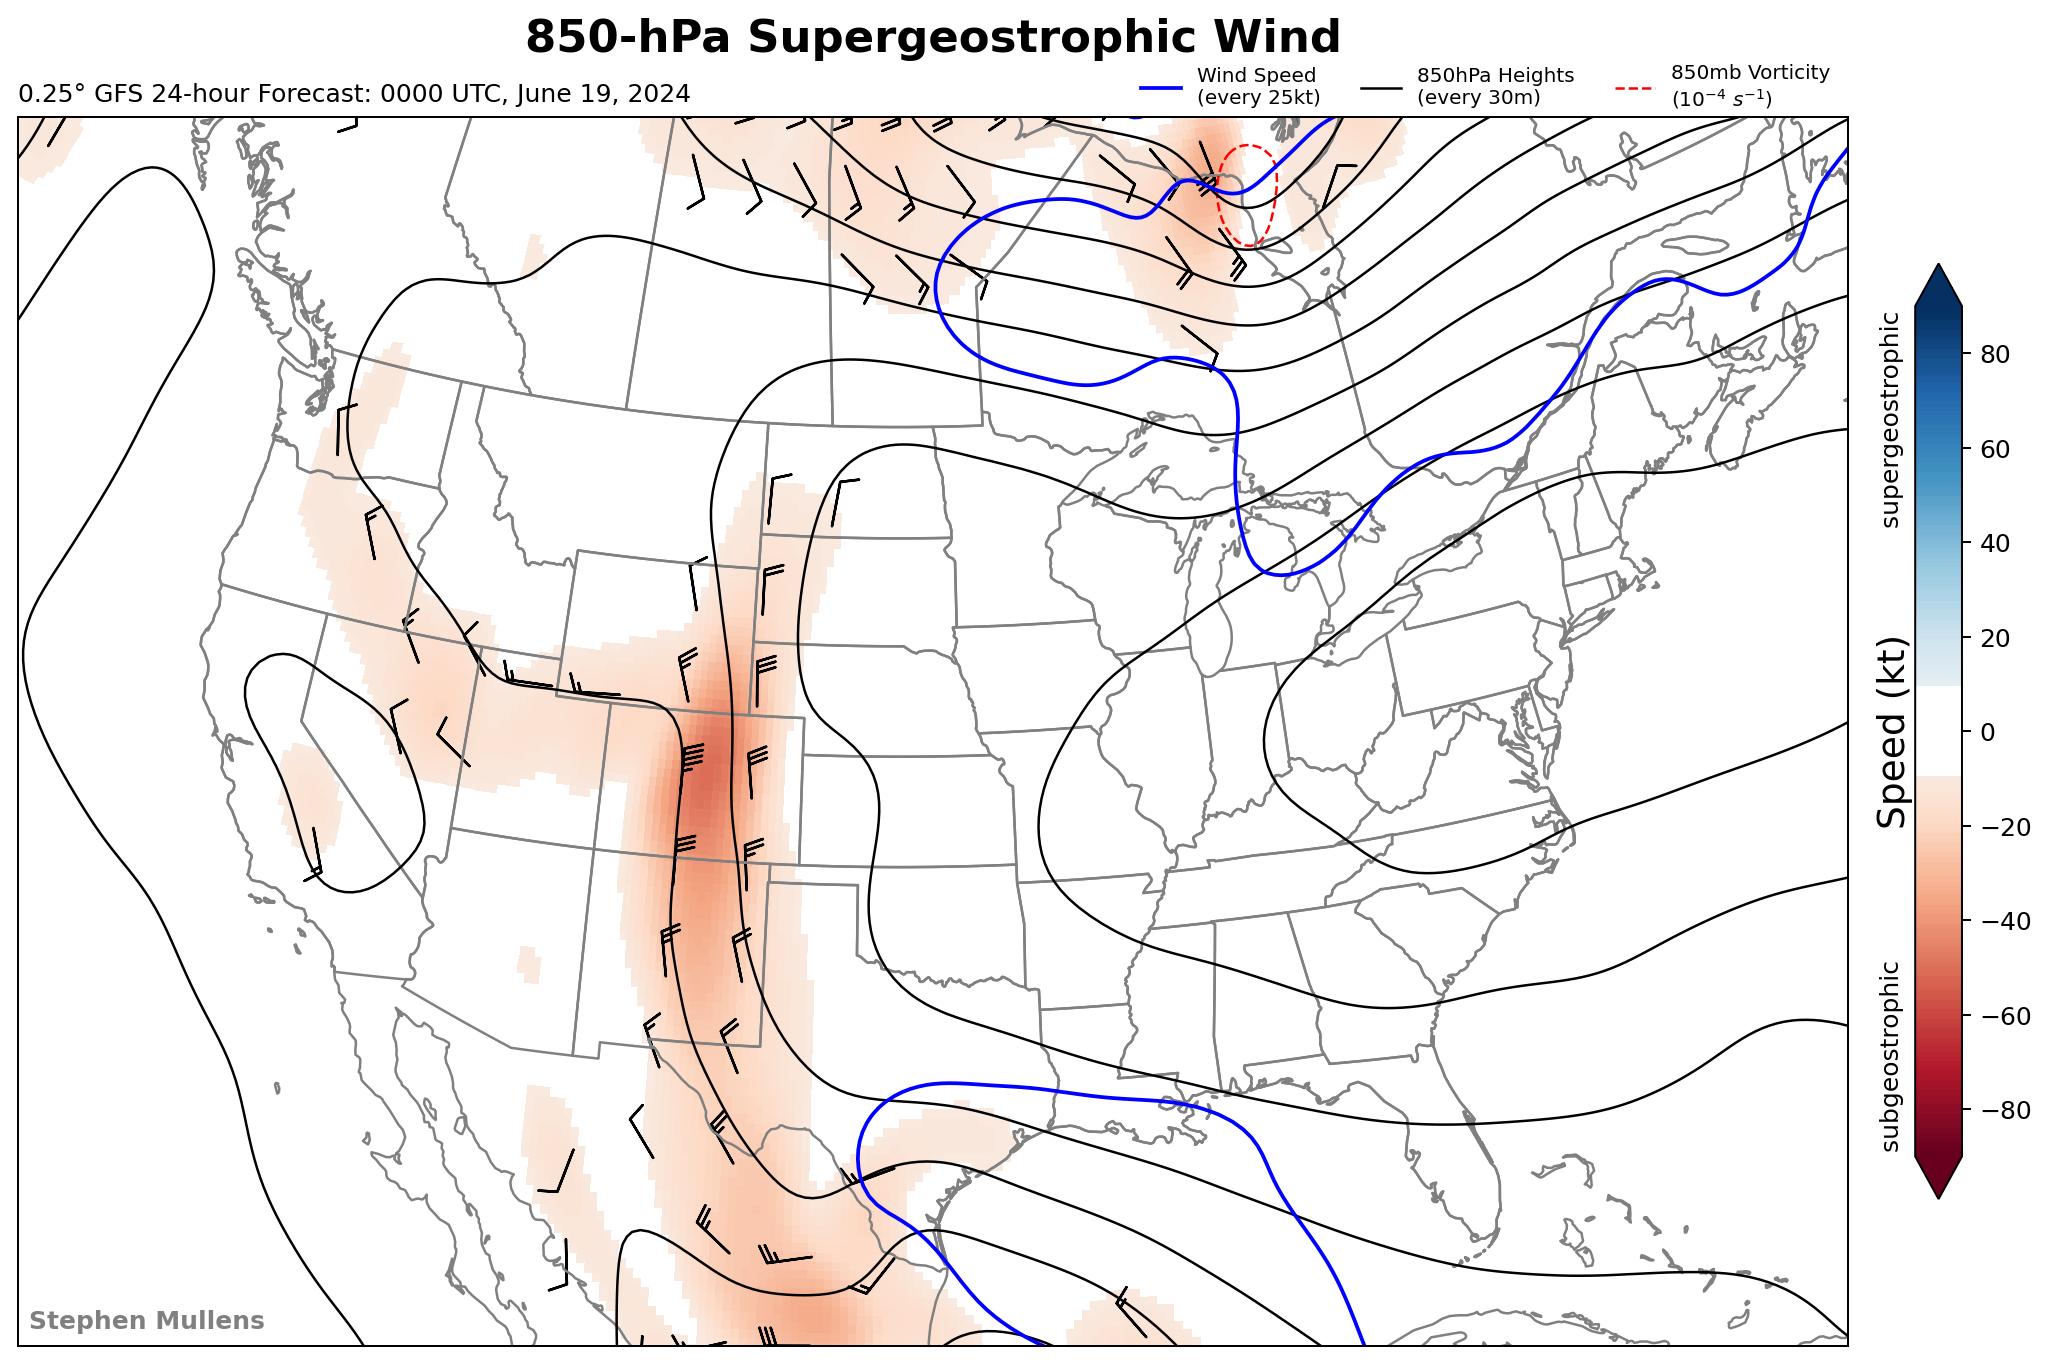 850-hPa Supergeostrophic Wind
0.25° GFS 24-hour Forecast: 0000 UTC, June 19, 2024
Wind Speed
(every 25kt)
850hPa Heights
(every 30m)
850mb Vorticity
(10⁻⁴ s⁻¹)
supergeostrophic
Speed (kt)
subgeostrophic
80
60
40
20
0
−20
−40
−60
−80
Stephen Mullens